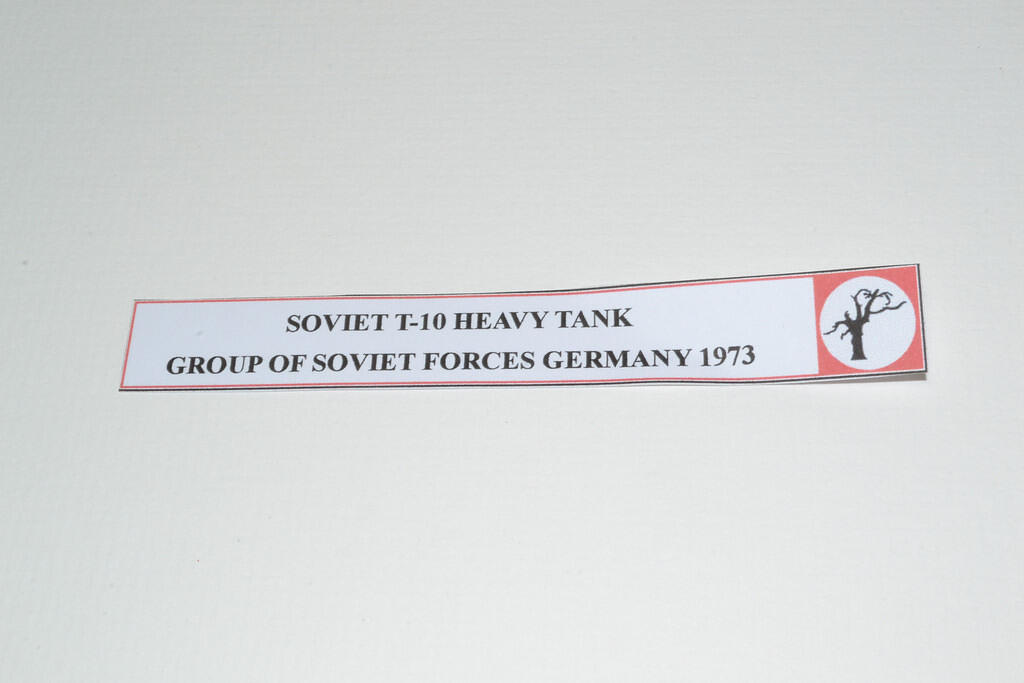 SOVIET T-10 HEAVY TANK
GROUP OF SOVIET FORCES GERMANY 1973